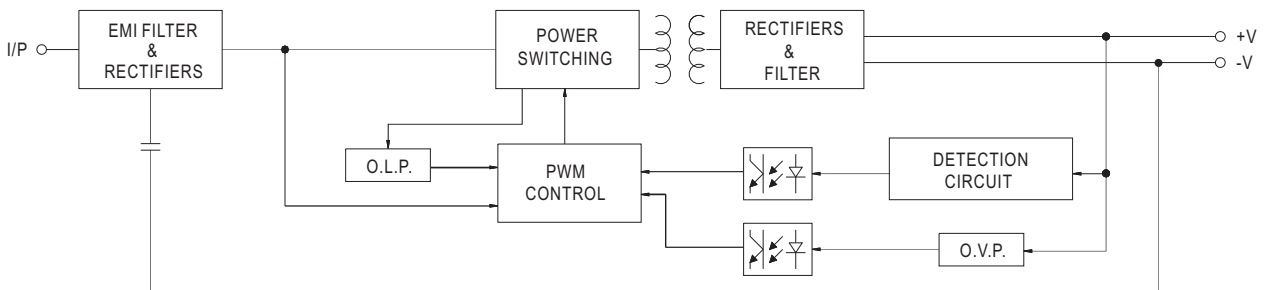 I/P
EMI FILTER
&
RECTIFIERS
POWER
SWITCHING
RECTIFIERS
&
FILTER
+V
-V
O.L.P.
PWM
CONTROL
DETECTION
CIRCUIT
O.V.P.